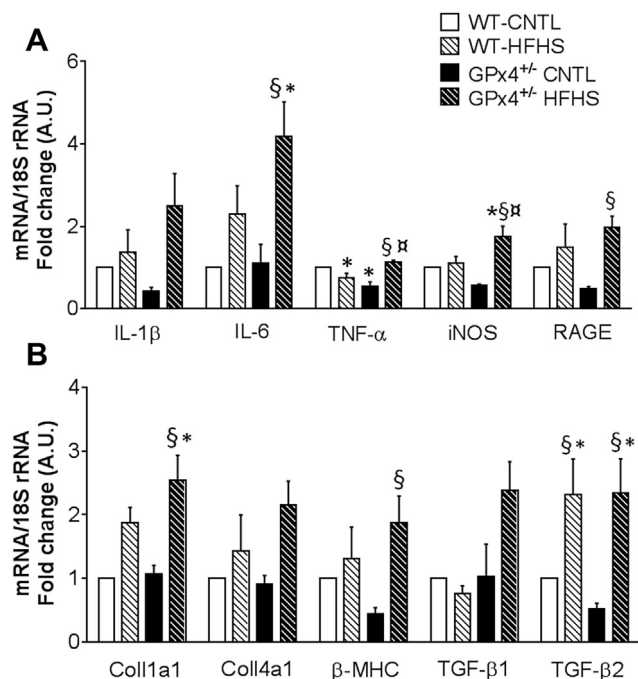 A
WT-CNTL
WT-HFHS
GPx4+/- CNTL
GPx4+/- HFHS
mRNA/18S rRNA
Fold change (A.U.)
6
4
2
0
§*
*
*
§ ¤
*§¤
§
IL-1β IL-6 TNF-α iNOS RAGE
B
mRNA/18S rRNA
Fold change (A.U.)
4
3
2
1
0
§*
§
§*
§*
Coll1a1 Coll4a1 β-MHC TGF-β1 TGF-β2